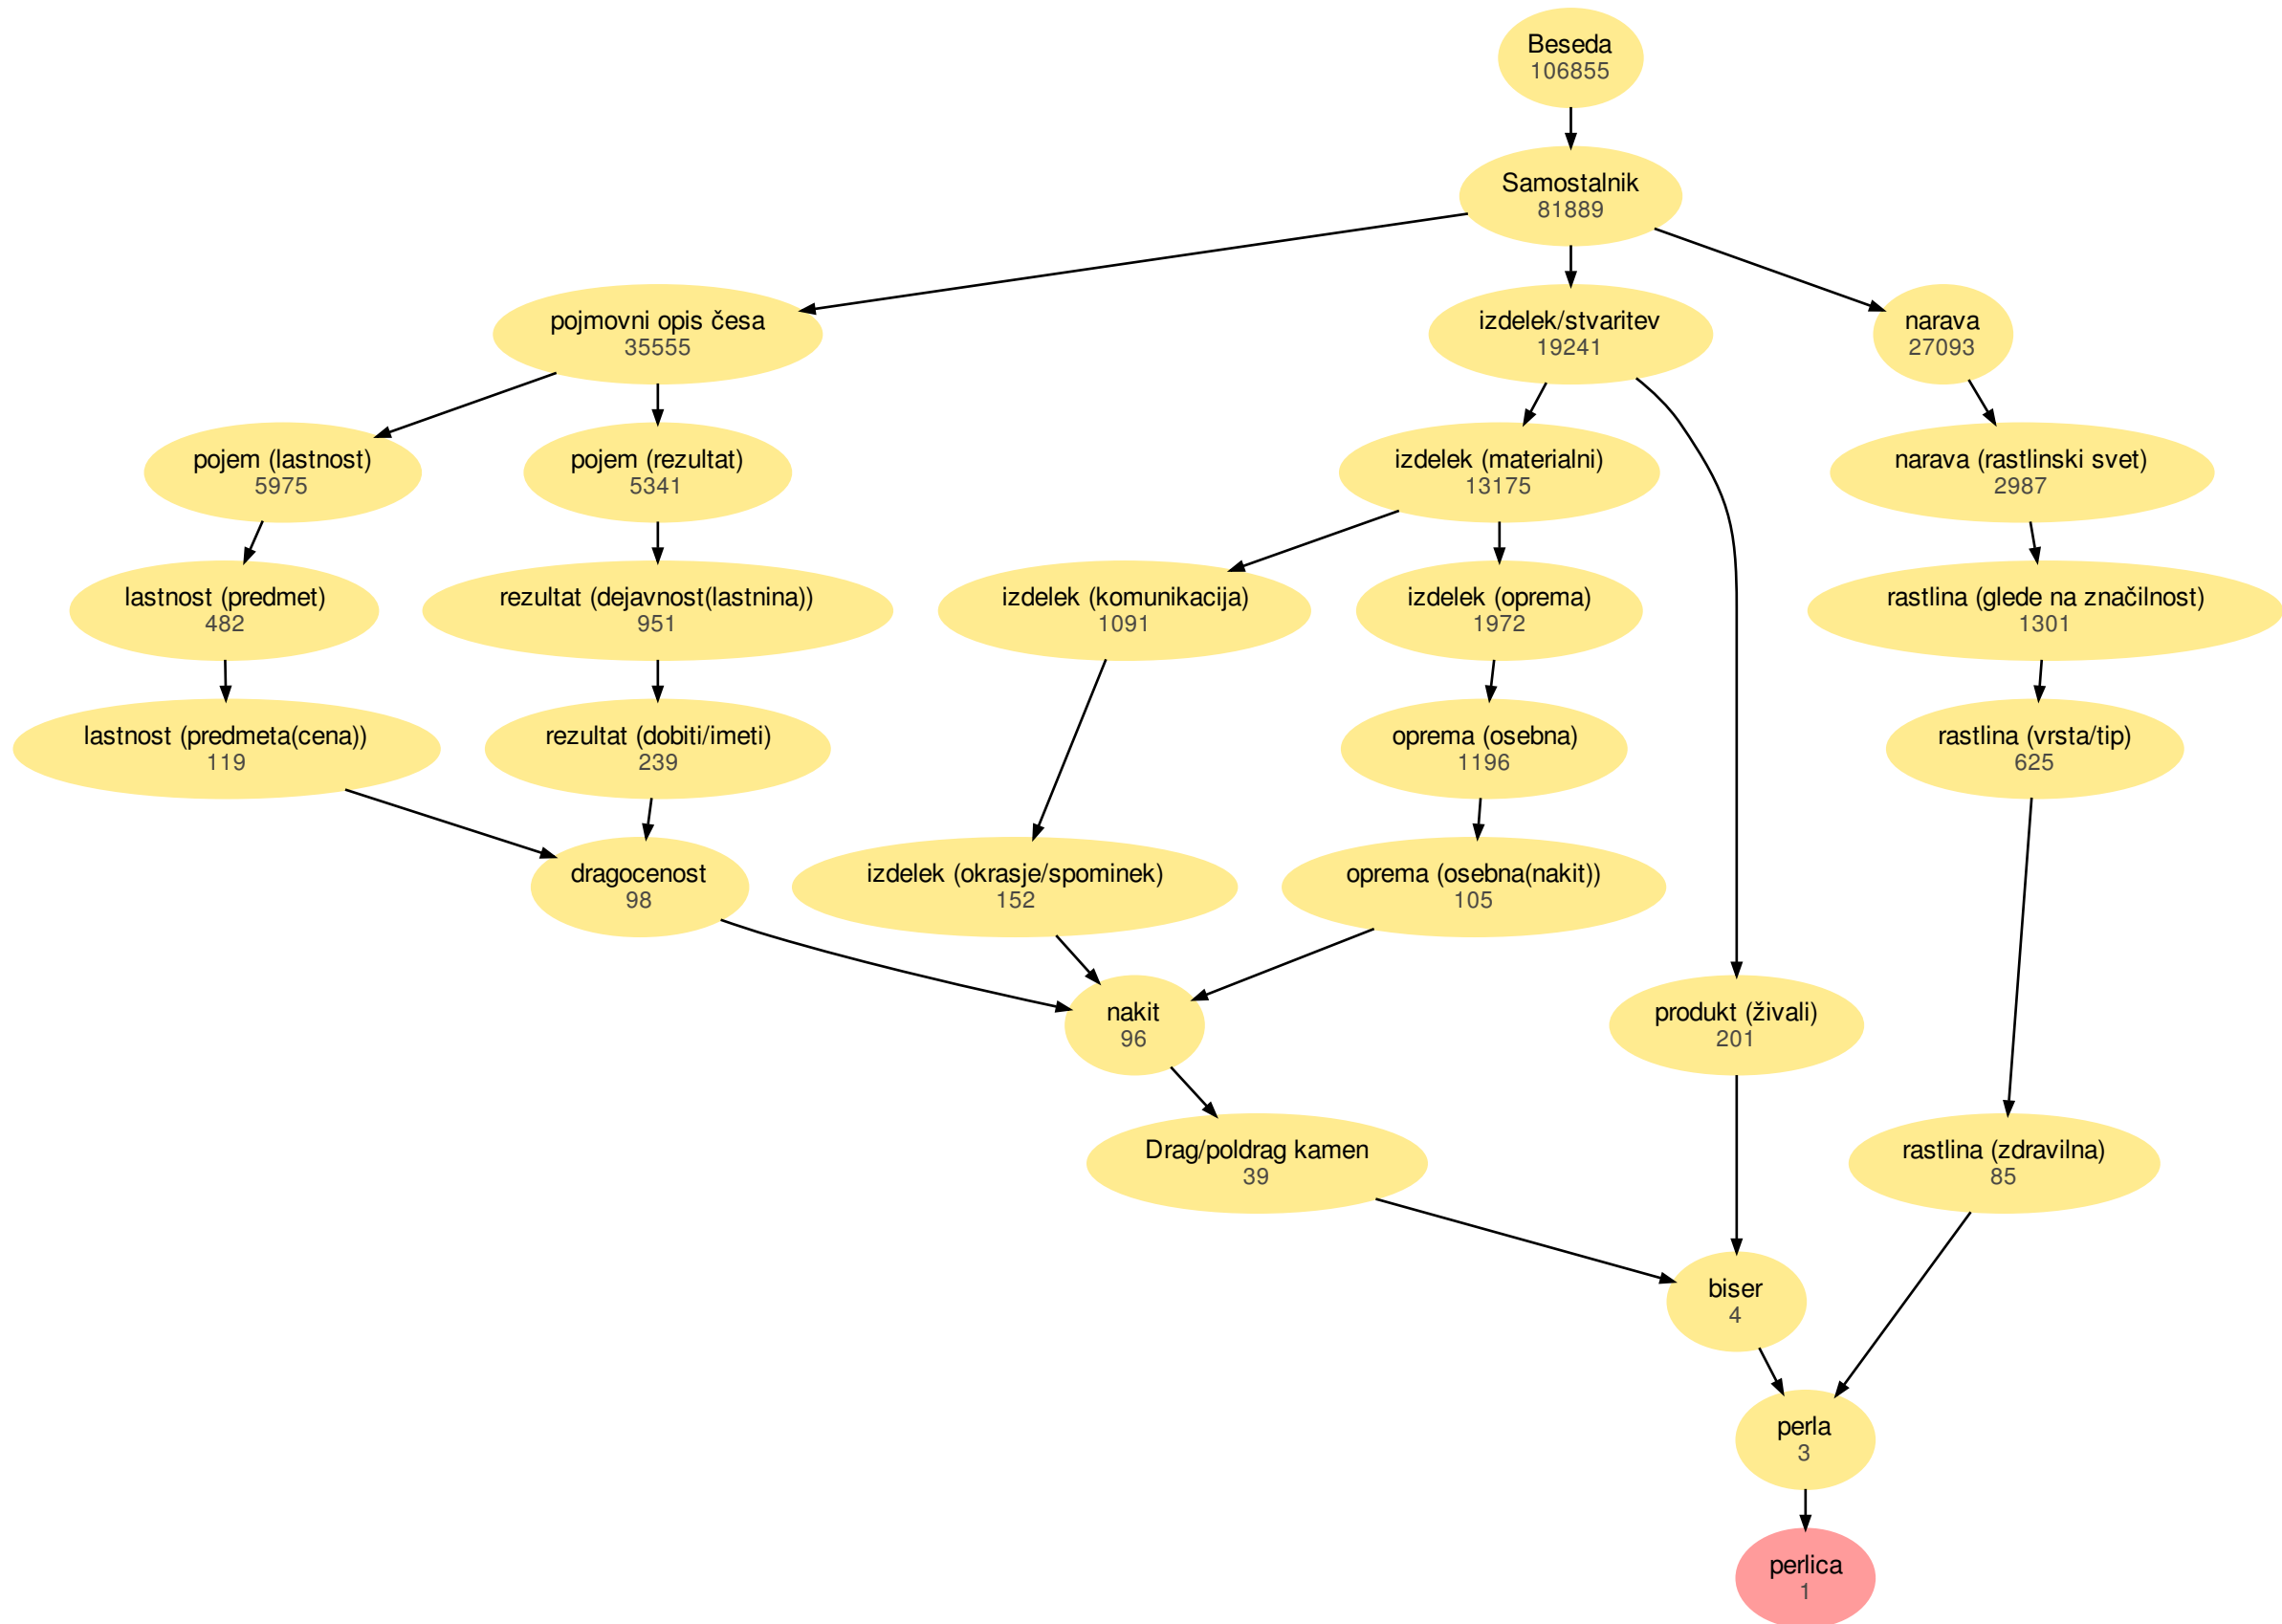 Beseda
106855
Samostalnik
81889
pojmovni opis česa
35555
izdelek/stvaritev
19241
narava
27093
pojem (lastnost)
5975
pojem (rezultat)
5341
izdelek (materialni)
13175
narava (rastlinski svet)
2987
lastnost (predmet)
482
rezultat (dejavnost(lastnina))
951
izdelek (komunikacija)
1091
izdelek (oprema)
1972
rastlina (glede na značilnost)
1301
lastnost (predmeta(cena))
119
rezultat (dobiti/imeti)
239
oprema (osebna)
1196
rastlina (vrsta/tip)
625
dragocenost
98
izdelek (okrasje/spominek)
152
oprema (osebna(nakit))
105
nakit
96
produkt (živali)
201
Drag/poldrag kamen
39
rastlina (zdravilna)
85
biser
4
perla
3
perlica
1